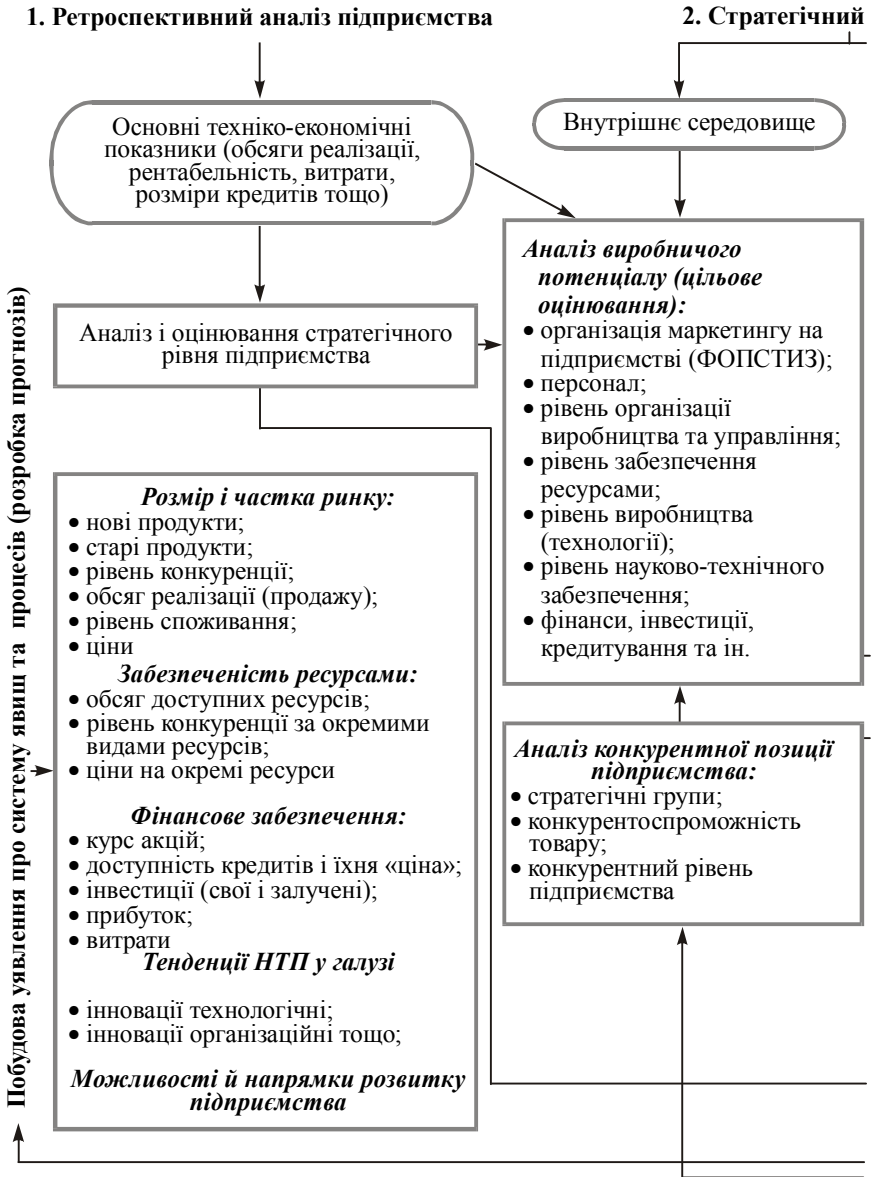 1. Ретроспективний аналіз підприємства
2. Стратегічний
Основні техніко-економічні
показники (обсяги реалізації,
рентабельність, витрати,
розміри кредитів тощо)
Внутрішнє середовище
Аналіз і оцінювання стратегічного
рівня підприємства
Аналіз виробничого
потенціалу (цільове
оцінювання):
• організація маркетингу на
підприємстві (ФОПСТИЗ);
• персонал;
• рівень організації
виробництва та управління;
• рівень забезпечення
ресурсами;
• рівень виробництва
(технології);
• рівень науково-технічного
забезпечення;
• фінанси, інвестиції,
кредитування та ін.
Побудова уявлення про систему явищ та процесів (розробка прогнозів)
Розмір і частка ринку:
• нові продукти;
• старі продукти;
• рівень конкуренції;
• обсяг реалізації (продажу);
• рівень споживання;
• ціни
Забезпеченість ресурсами:
• обсяг доступних ресурсів;
• рівень конкуренції за окремими
видами ресурсів;
• ціни на окремі ресурси
Фінансове забезпечення:
• курс акцій;
• доступність кредитів і їхня «ціна»;
• інвестиції (свої і залучені);
• прибуток;
• витрати
Тенденції НТП у галузі
• інновації технологічні;
• інновації організаційні тощо;
Можливості й напрямки розвитку
підприємства
Аналіз конкурентної позиції
підприємства:
• стратегічні групи;
• конкурентоспроможність
товару;
• конкурентний рівень
підприємства